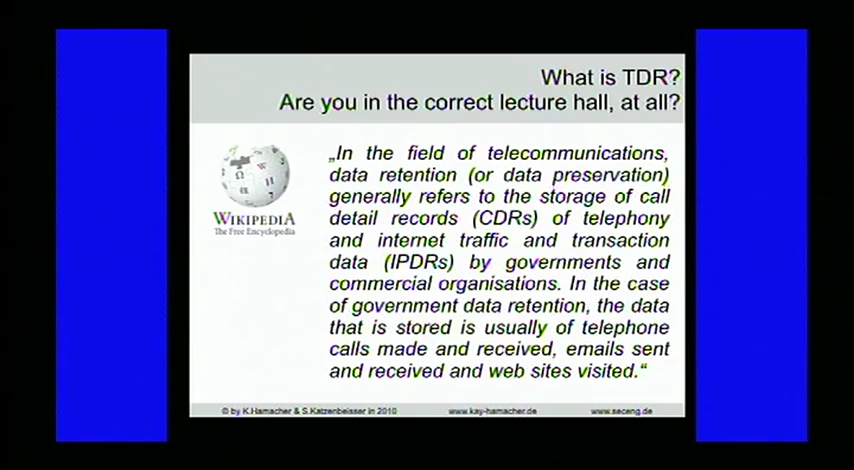 What is TDR?
Are you in the correct lecture hall, at all?
WIKIPEDIA
The Free Encyclopedia
„In the field of telecommunications,
data retention (or data preservation)
generally refers to the storage of call
detail records (CDRs) of telephony
and internet traffic and transaction
data (IPDRs) by governments and
commercial organisations. In the case
of government data retention, the data
that is stored is usually of telephone
calls made and received, emails sent
and received and web sites visited.“
© by K.Hamacher & S.Katzenbeisser in 2010 www.kay-hamacher.de www.seceng.de